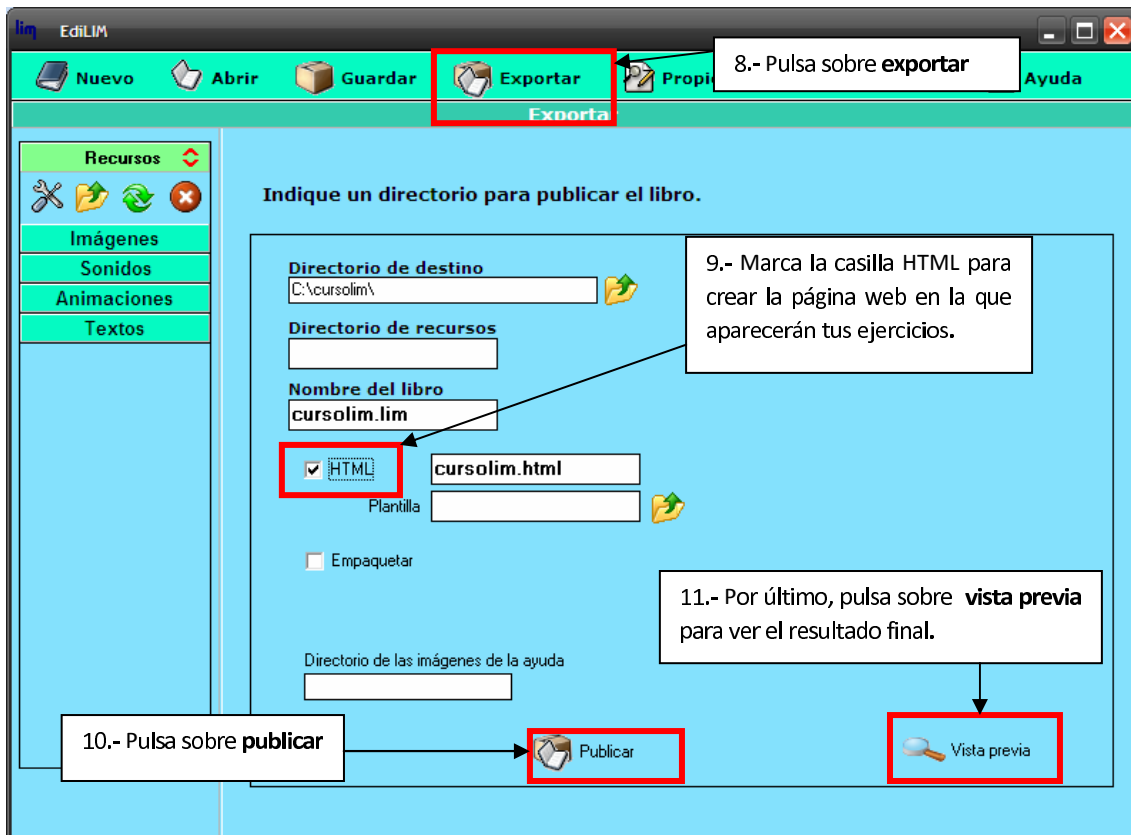 lim EdiLIM
Nuevo Abrir Guardar Exportar Propie Ayuda
8.- Pulsa sobre exportar
Exportar
Recursos
Imágenes
Sonidos
Animaciones
Textos
Indique un directorio para publicar el libro.
Directorio de destino
C:\cursolim\
Directorio de recursos
Nombre del libro
cursolim.lim
9.- Marca la casilla HTML para
crear la página web en la que
aparecerán tus ejercicios.
HTML cursolim.html
Plantilla
Empaquetar
Directorio de las imágenes de la ayuda
10.- Pulsa sobre publicar
Publicar
11.- Por último, pulsa sobre vista previa
para ver el resultado final.
Vista previa